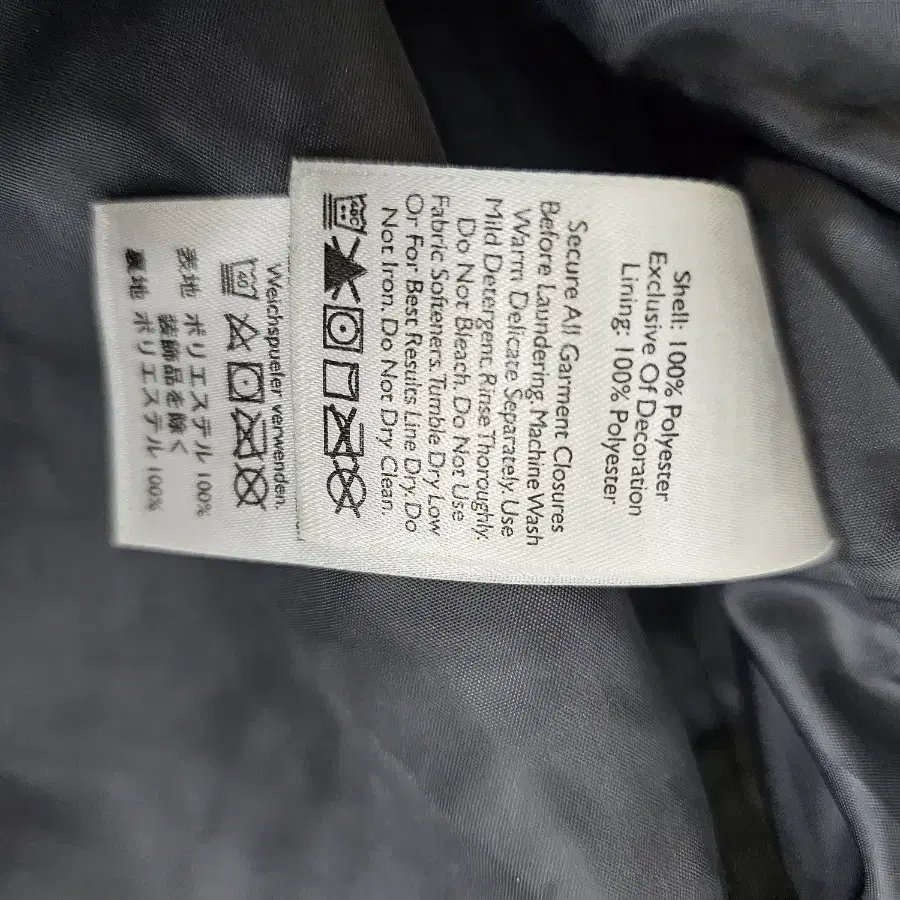 Shell: 100% Polyester
Exclusive Of Decoration
Lining: 100% Polyester
Secure All Garment Closures
Before Laundering. Machine Wash
Warm Delicate Separately. Use
Mild Detergent. Rinse Thoroughly.
Do Not Bleach. Do Not Use
Fabric Softeners. Tumble Dry Low
Or For Best Results Line Dry. Do
Not Iron. Do Not Dry Clean.
40C
Weichspueler verwenden.
40
表地 ポリエステル 100%
装飾品を除く
裏地 ポリエステル 100%